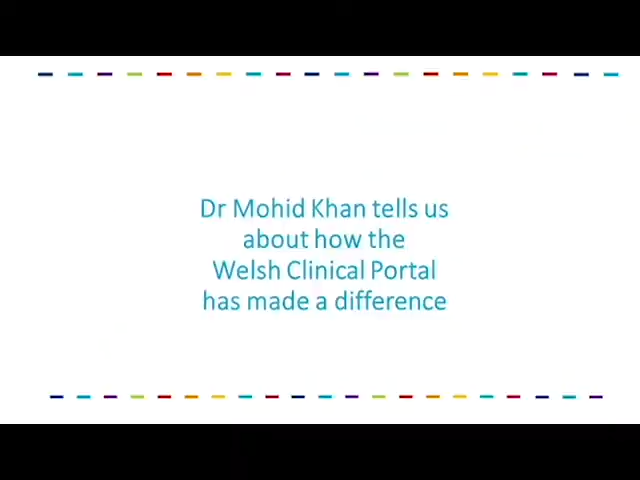 Dr Mohid Khan tells us
about how the
Welsh Clinical Portal
has made a difference